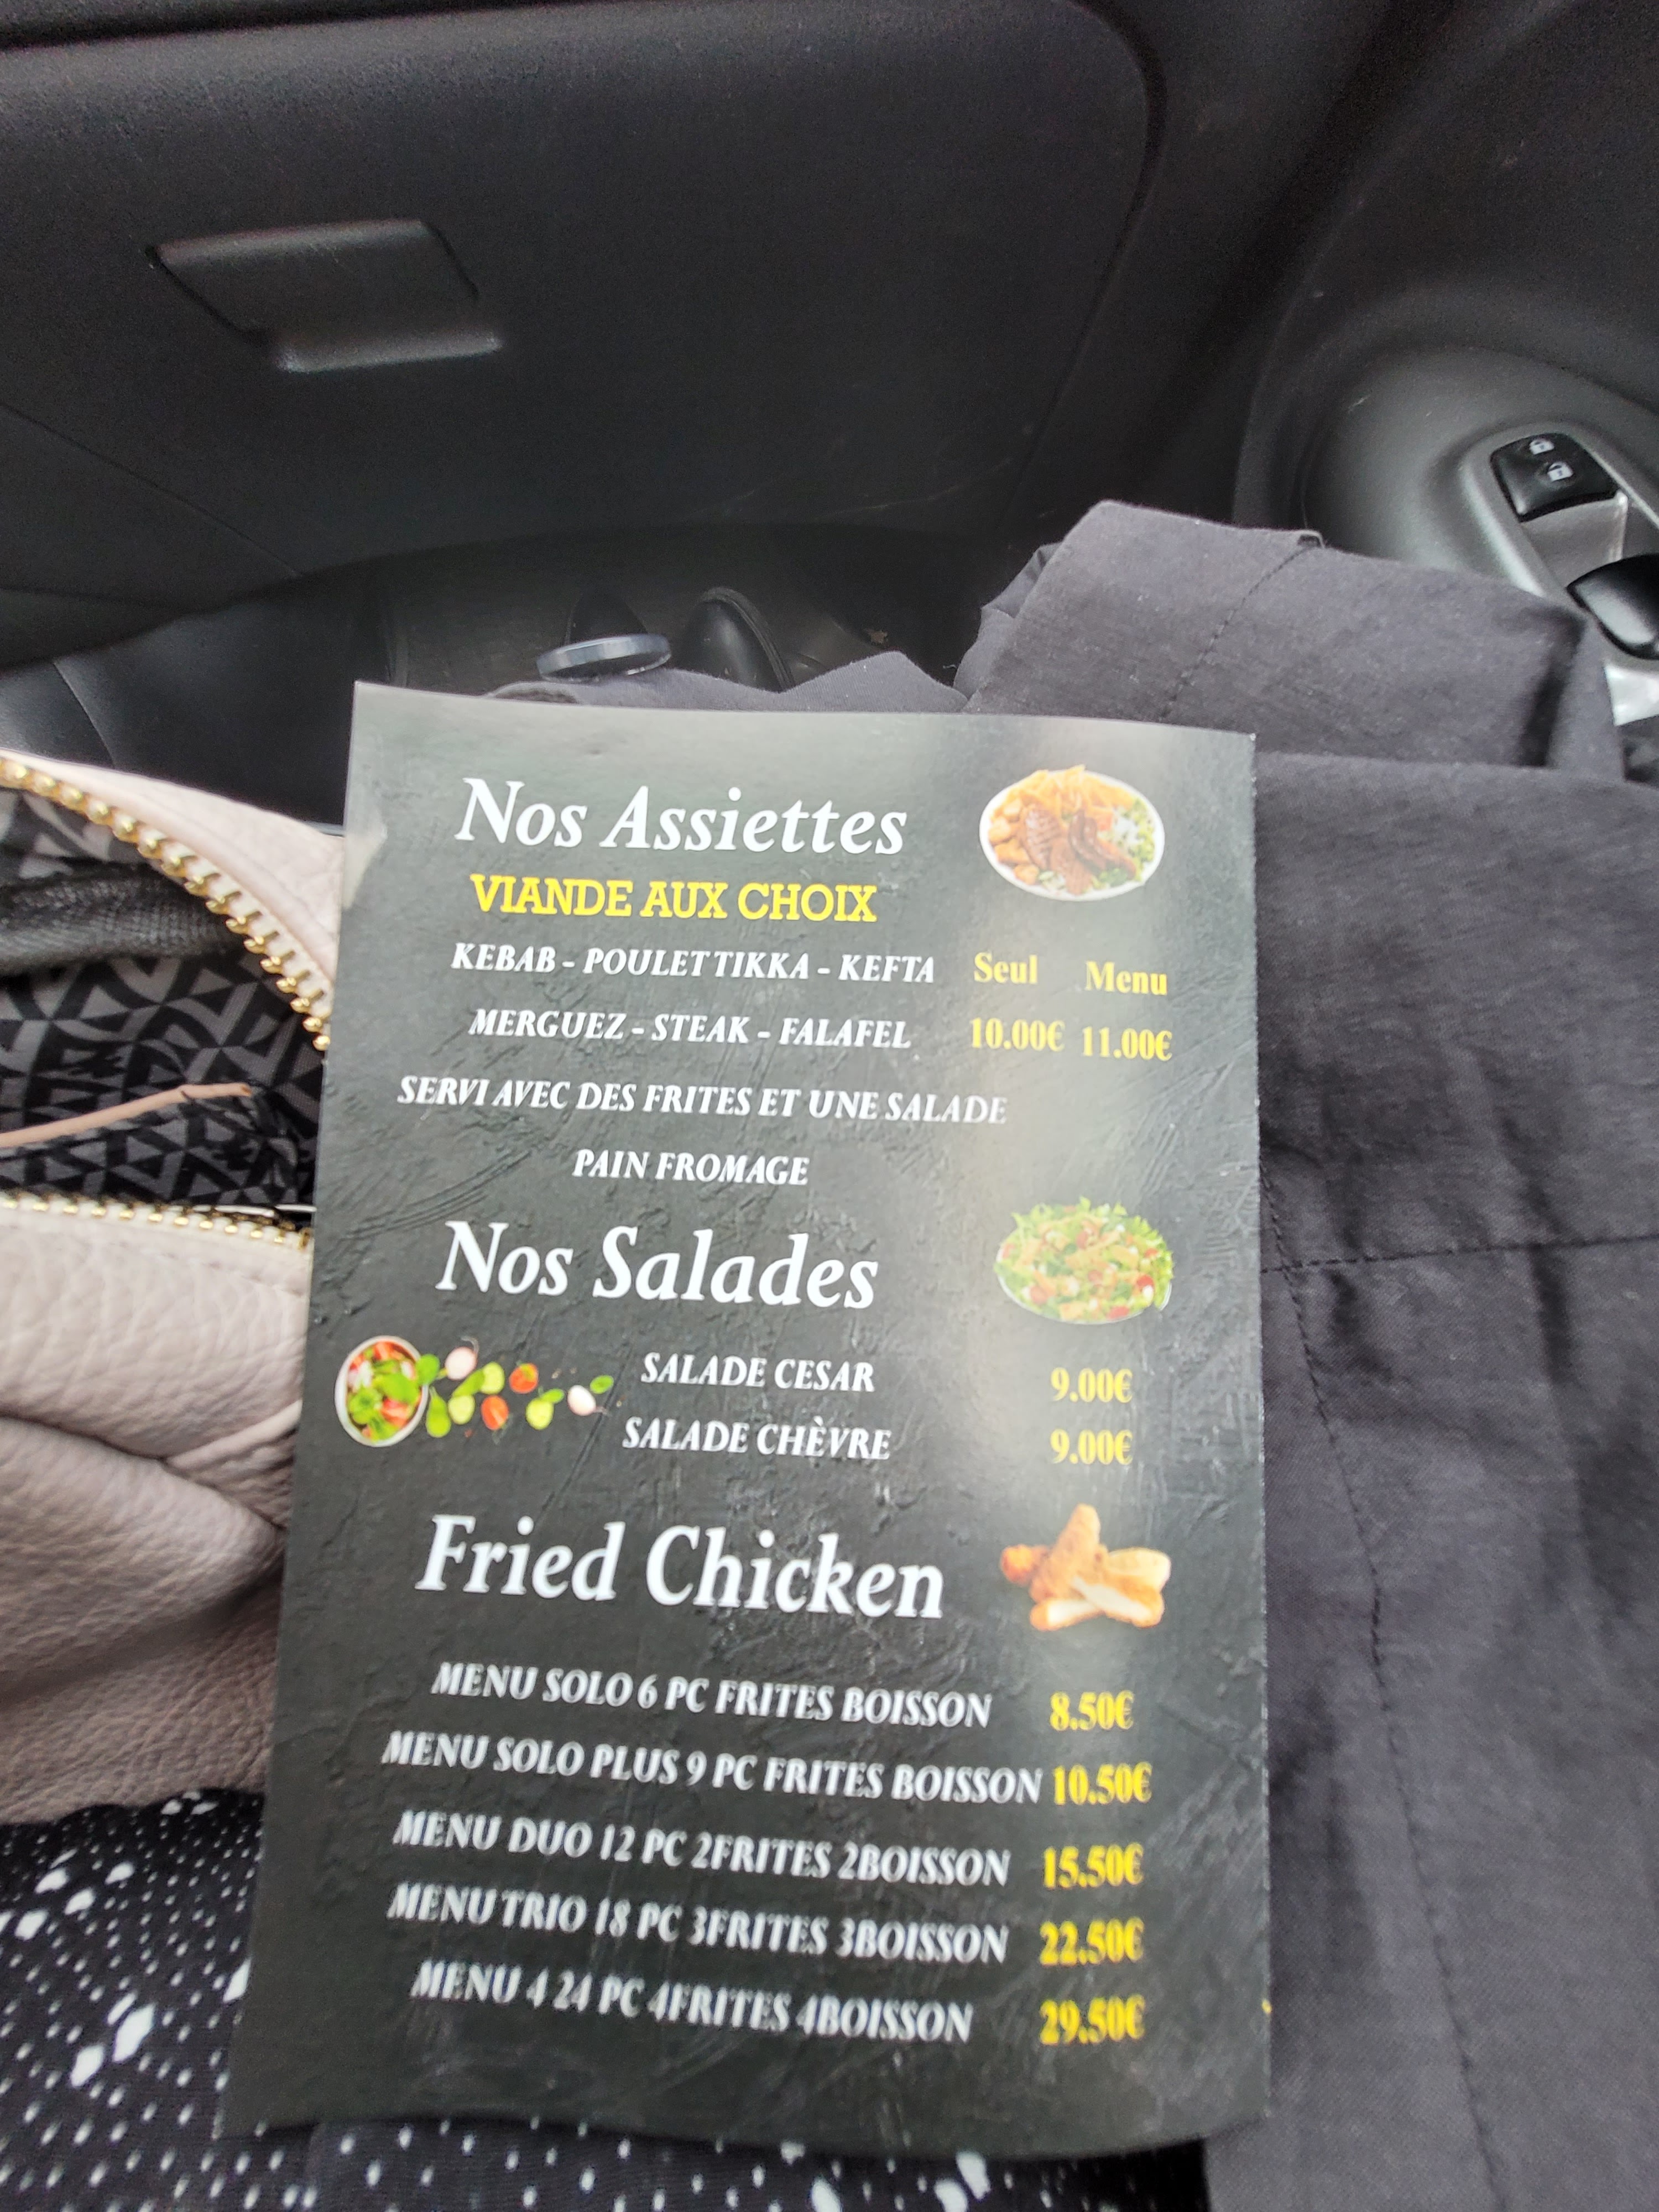 Nos Assiettes
VIANDE AUX CHOIX
KEBAB - POULET TIKKA - KEFTA Seul Menu
MERGUEZ - STEAK - FALAFEL 10.00€ 11.00€
SERVI AVEC DES FRITES ET UNE SALADE
PAIN FROMAGE
Nos Salades
SALADE CESAR 9.00€
SALADE CHÈVRE 9.00€
Fried Chicken
MENU SOLO 6 PC FRITES BOISSON 8.50€
MENU SOLO PLUS 9 PC FRITES BOISSON 10.50€
MENU DUO 12 PC 2FRITES 2BOISSON 15.50€
MENU TRIO 18 PC 3FRITES 3BOISSON 22.50€
MENU 4 24 PC 4FRITES 4BOISSON 29.50€